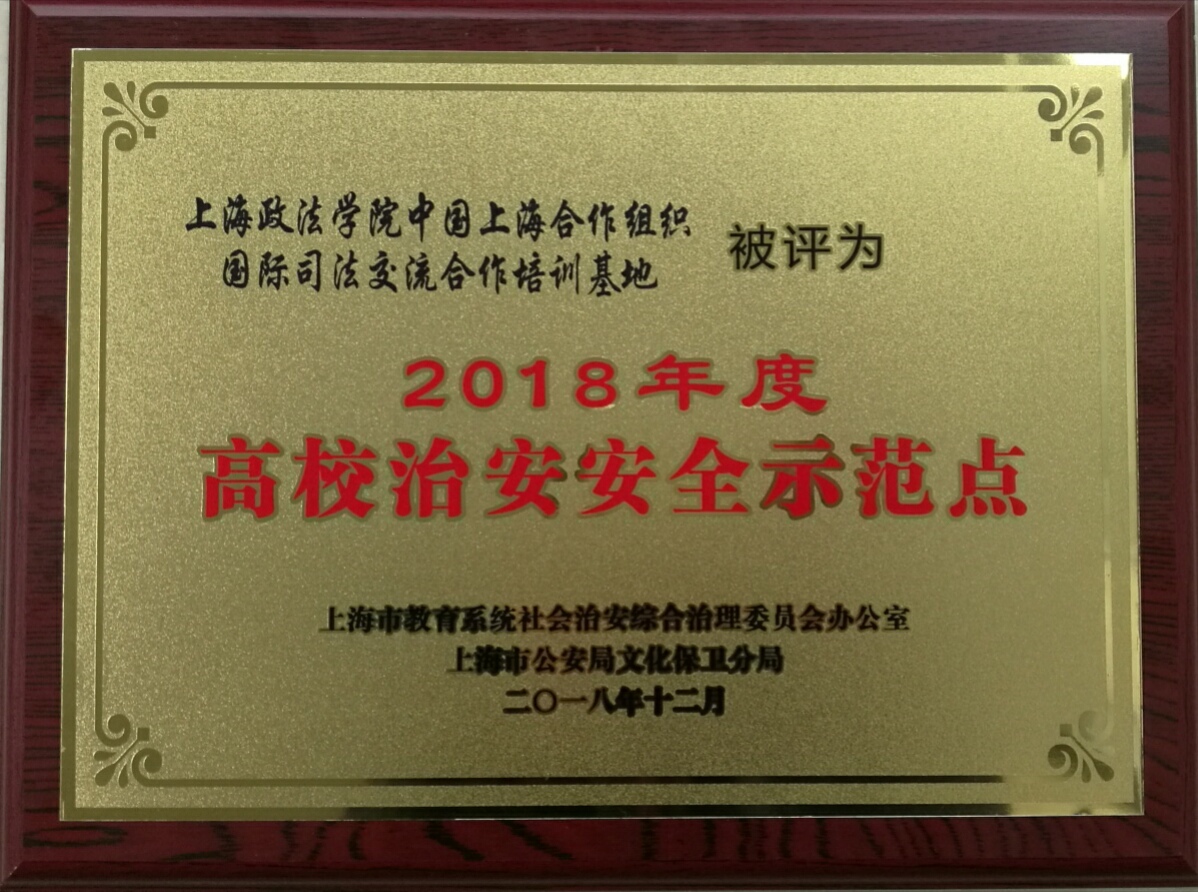 上海政法学院中国上海合作组织
国际司法交流合作培训基地
被评为
2018年度
高校治安安全示范点
上海市教育系统社会治安综合治理委员会办公室
上海市公安局文化保卫分局
二〇一八年十二月